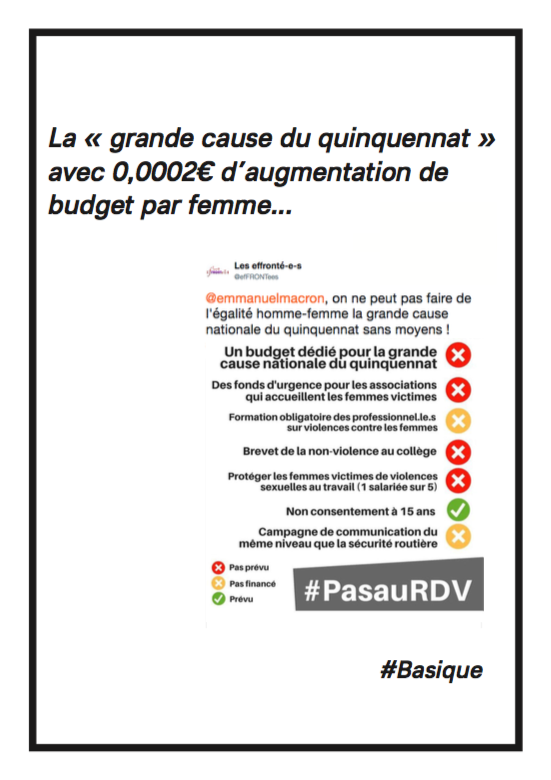 La « grande cause du quinquennat »
avec 0,0002€ d’augmentation de
budget par femme...
Les effronté-e-s
@efFRONTees
@emmanuelmacron, on ne peut pas faire de
l'égalité homme-femme la grande cause
nationale du quinquennat sans moyens !
Un budget dédié pour la grande
cause nationale du quinquennat
Des fonds d'urgence pour les associations
qui accueillent les femmes victimes
Formation obligatoire des professionnel.le.s
sur violences contre les femmes
Brevet de la non-violence au collège
Protéger les femmes victimes de violences
sexuelles au travail (1 salariée sur 5)
Non consentement à 15 ans
Campagne de communication du
même niveau que la sécurité routière
Pas prévu
Pas financé
Prévu
#PasauRDV
#Basique